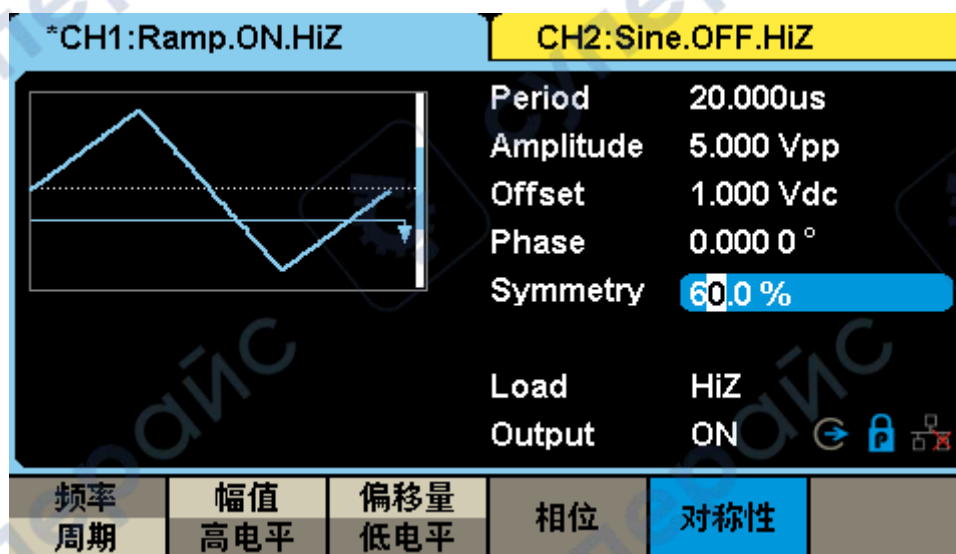 *CH1:Ramp.ON.HiZ
CH2:Sine.OFF.HiZ
Period 20.000us
Amplitude 5.000 Vpp
Offset 1.000 Vdc
Phase 0.000 0 °
Symmetry 60.0 %
Load HiZ
Output ON
频率 幅值 偏移量 相位 对称性
周期 高电平 低电平